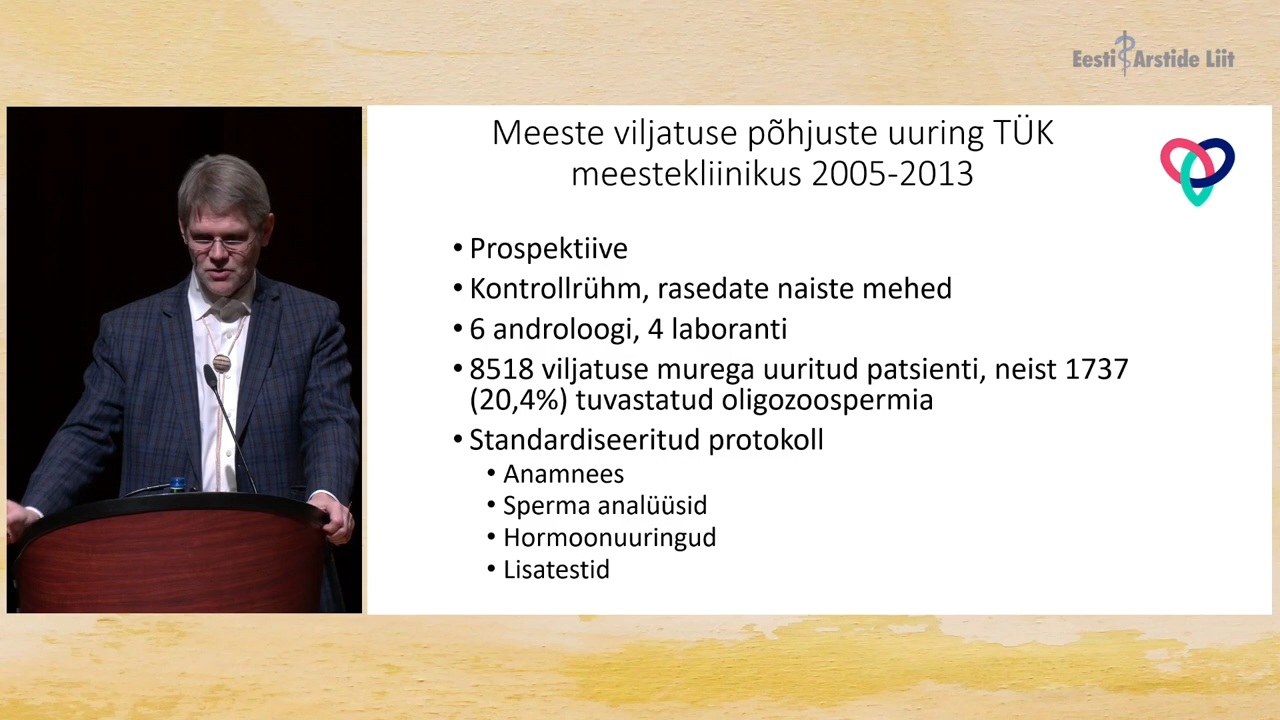 Eesti Arstide Liit
Meeste viljatuse põhjuste uuring TÜK
meestekliinikus 2005-2013
• Prospektiive
• Kontrollrühm, rasedate naiste mehed
• 6 androloogi, 4 laboranti
• 8518 viljatuse murega uuritud patsienti, neist 1737
(20,4%) tuvastatud oligozoospermia
• Standardiseeritud protokoll
• Anamnees
• Sperma analüüsid
• Hormoonuuringud
• Lisatestid